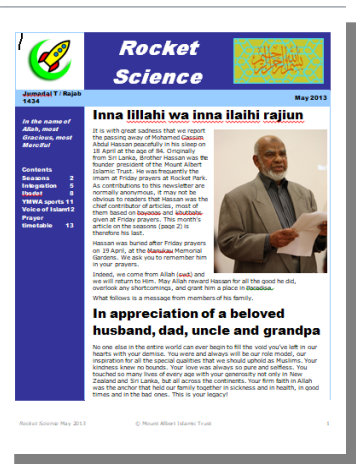 Rocket
Science
Jumadal T / Rajab
1434
May 2013
In the name of
Allah, most
Gracious, most
Merciful
Contents
Seasons 2
Integration 5
Hadot 8
YMWA sports 11
Voice of Islam12
Prayer
timetable 13
Inna lillahi wa inna ilaihi rajiun
It is with great sadness that we report
the passing away of Mohamed Cassim
Abdul Hassan peacefully in his sleep on
18 April at the age of 84. Originally
from Sri Lanka, Brother Hassan was the
founder president of the Mount Albert
Islamic Trust. He was frequently the
imam at Friday prayers at Rocket Park.
As contributions to this newsletter are
normally anonymous, it may not be
obvious to readers that Hassan was the
chief contributor of articles, most of
them based on bayanas and khutbahs
given at Friday prayers. This month's
article on the seasons (page 2) is
therefore his last.
Hassan was buried after Friday prayers
on 19 April, at the Manukau Memorial
Gardens. We ask you to remember him
in your prayers.
Indeed, we come from Allah (swt) and
we will return to Him. May Allah reward Hassan for all the good he did,
overlook any shortcomings, and grant him a place in Paradise.
What follows is a message from members of his family.
In appreciation of a beloved
husband, dad, uncle and grandpa
No one else in the entire world can ever begin to fill the void you've left in our
hearts with your demise. You were and always will be our role model, our
inspiration for all the special qualities that we should uphold as Muslims. Your
kindness knew no bounds. Your love was always so pure and selfless. You
touched so many lives of every age with your generosity not only in New
Zealand and Sri Lanka, but all across the continents. Your firm faith in Allah
was the anchor that held our family together in sickness and in health, in good
times and in the bad ones. This is your legacy!
Rocket Science May 2013
© Mount Albert Islamic Trust
1